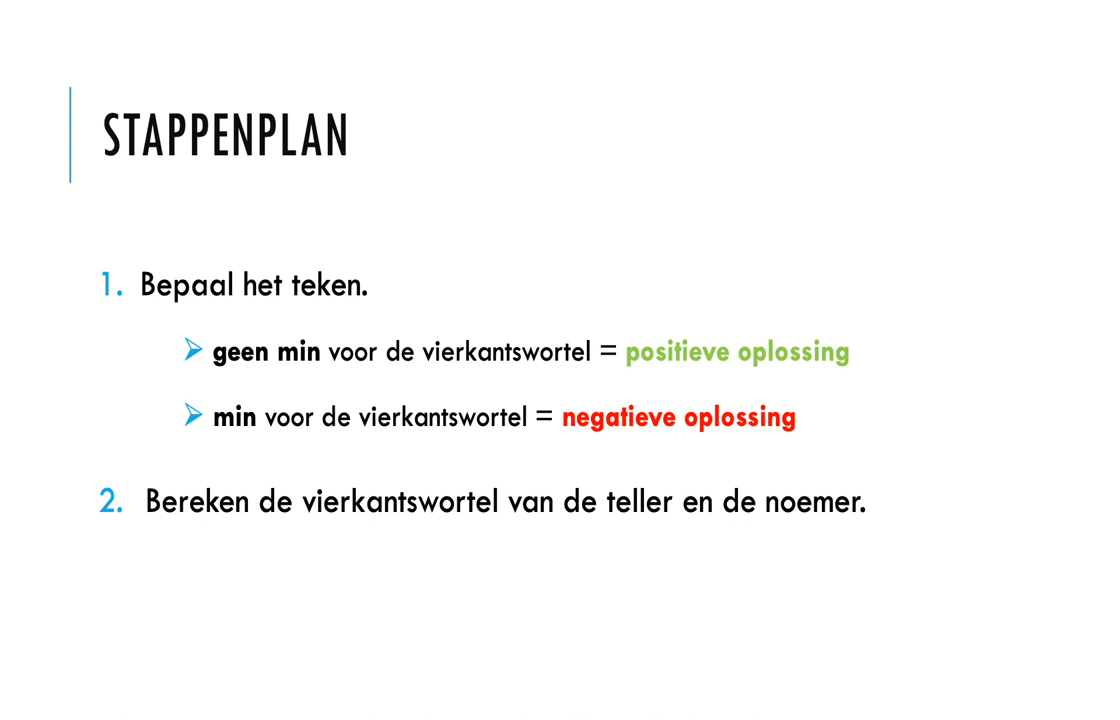 STAPPENPLAN
1. Bepaal het teken.
➢ geen min voor de vierkantswortel = positieve oplossing
➢ min voor de vierkantswortel = negatieve oplossing
2. Bereken de vierkantswortel van de teller en de noemer.